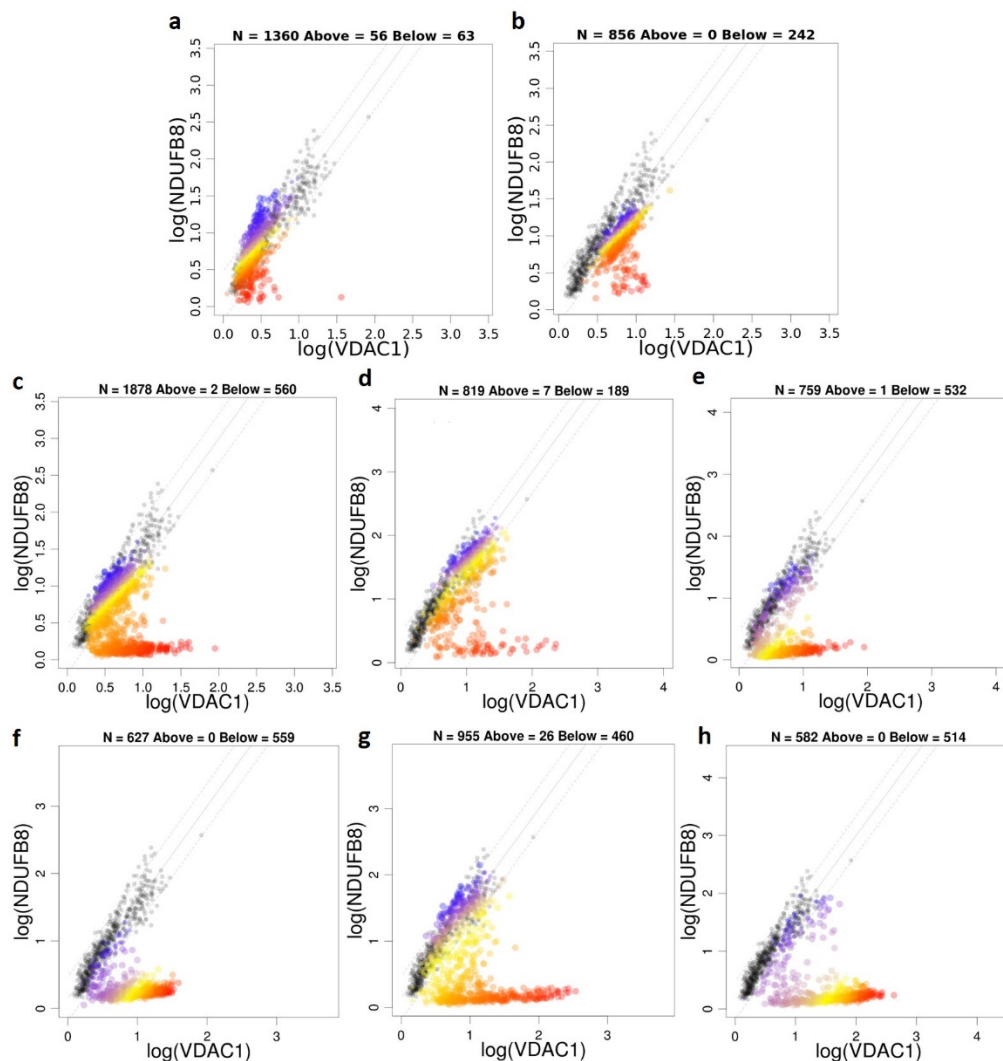 a
N = 1360 Above = 56 Below = 63
log(NDUFB8)
0.0 0.5 1.0 1.5 2.0 2.5 3.0 3.5
0.0 0.5 1.0 1.5 2.0 2.5 3.0 3.5
log(VDAC1)
b
N = 856 Above = 0 Below = 242
log(NDUFB8)
0.0 0.5 1.0 1.5 2.0 2.5 3.0 3.5
0.0 0.5 1.0 1.5 2.0 2.5 3.0 3.5
log(VDAC1)
c
N = 1878 Above = 2 Below = 560
log(NDUFB8)
0.0 0.5 1.0 1.5 2.0 2.5 3.0 3.5
0.0 0.5 1.0 1.5 2.0 2.5 3.0 3.5
log(VDAC1)
d
N = 819 Above = 7 Below = 189
log(NDUFB8)
0 1 2 3 4
0 1 2 3 4
log(VDAC1)
e
N = 759 Above = 1 Below = 532
log(NDUFB8)
0 1 2 3 4
0 1 2 3 4
log(VDAC1)
f
N = 627 Above = 0 Below = 559
log(NDUFB8)
0 1 2 3
0 1 2 3
log(VDAC1)
g
N = 955 Above = 26 Below = 460
log(NDUFB8)
0 1 2 3
0 1 2 3
log(VDAC1)
h
N = 582 Above = 0 Below = 514
log(NDUFB8)
0 1 2 3 4
0 1 2 3 4
log(VDAC1)